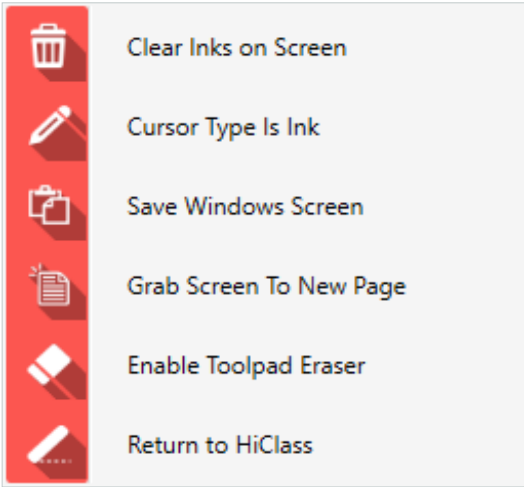 Clear Inks on Screen
Cursor Type Is Ink
Save Windows Screen
Grab Screen To New Page
Enable Toolpad Eraser
Return to HiClass